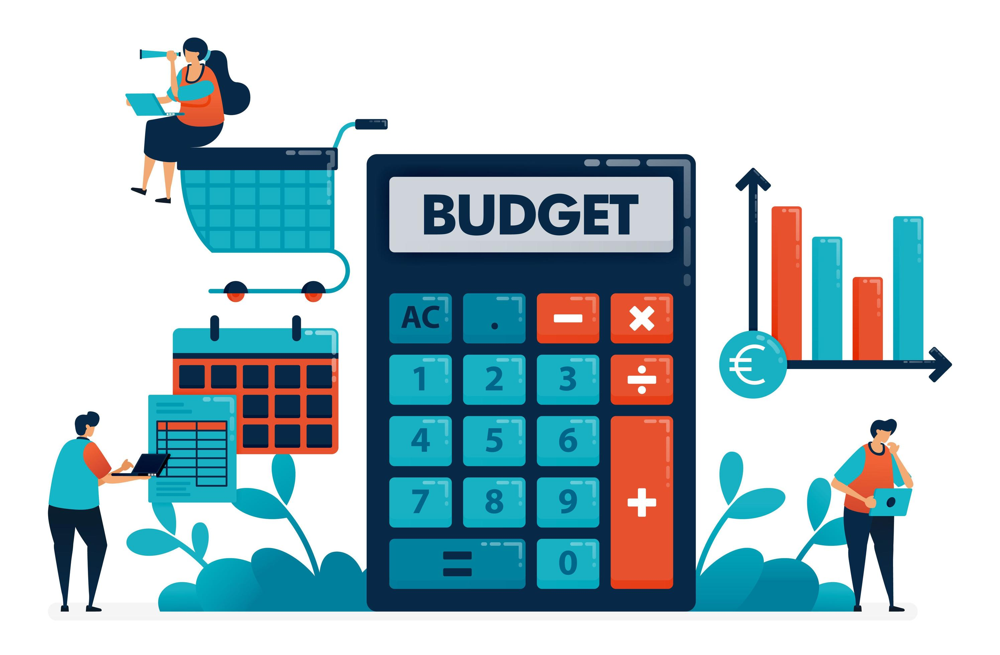 BUDGET
AC . − ×
1 2 3 ÷
4 5 6
7 8 9 +
= 0
€